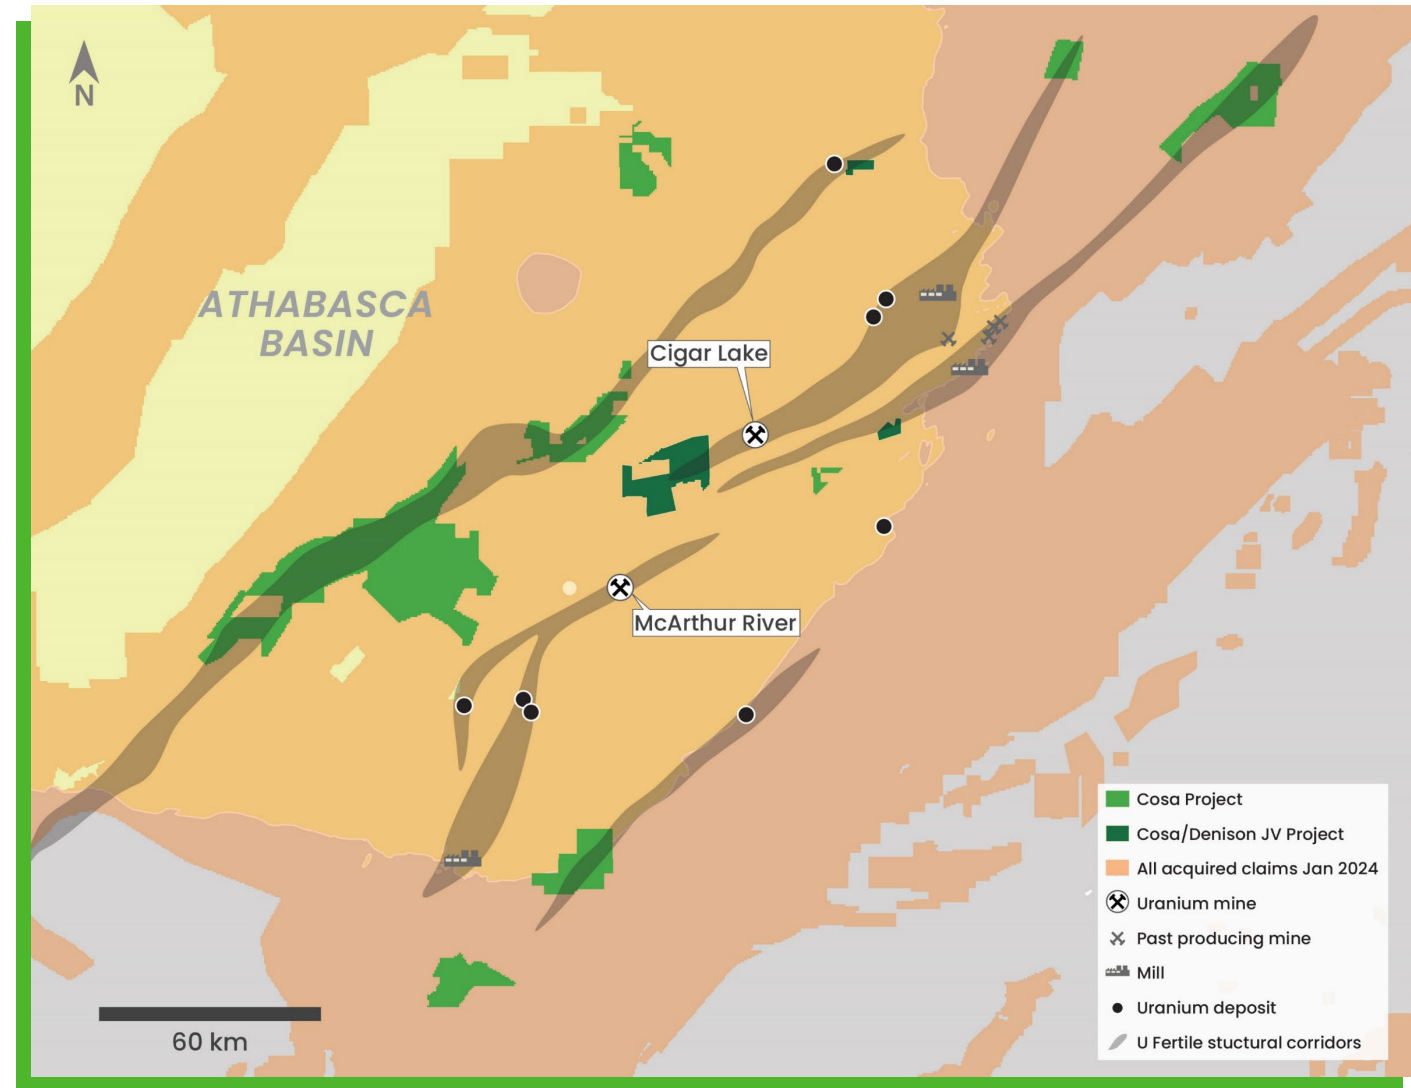 N
ATHABASCA
BASIN
Cigar Lake
McArthur River
Cosa Project
Cosa/Denison JV Project
All acquired claims Jan 2024
Uranium mine
Past producing mine
Mill
Uranium deposit
U Fertile stuctural corridors
60 km